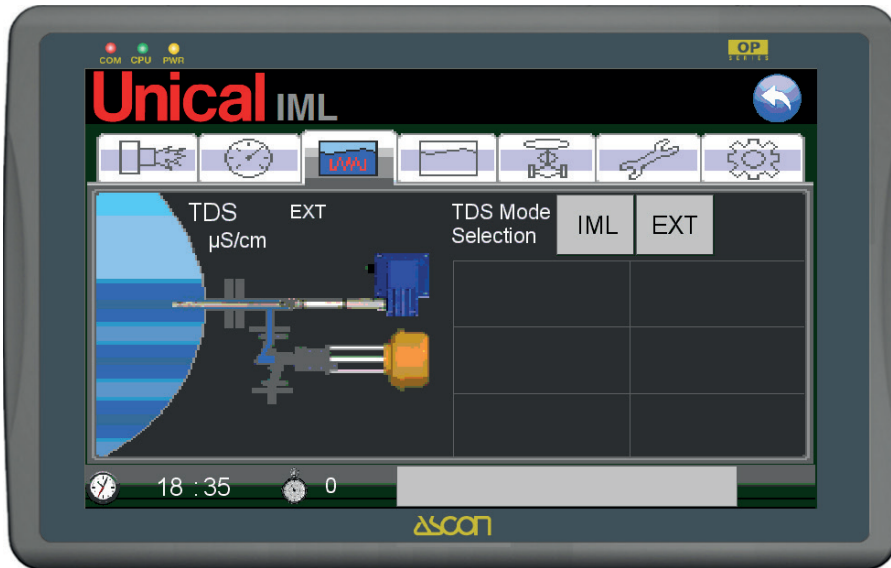 COM CPU PWR
OP
SERIES
Unical IML
TDS EXT
µS/cm
TDS Mode
Selection
IML EXT
18 : 35 0
ascon